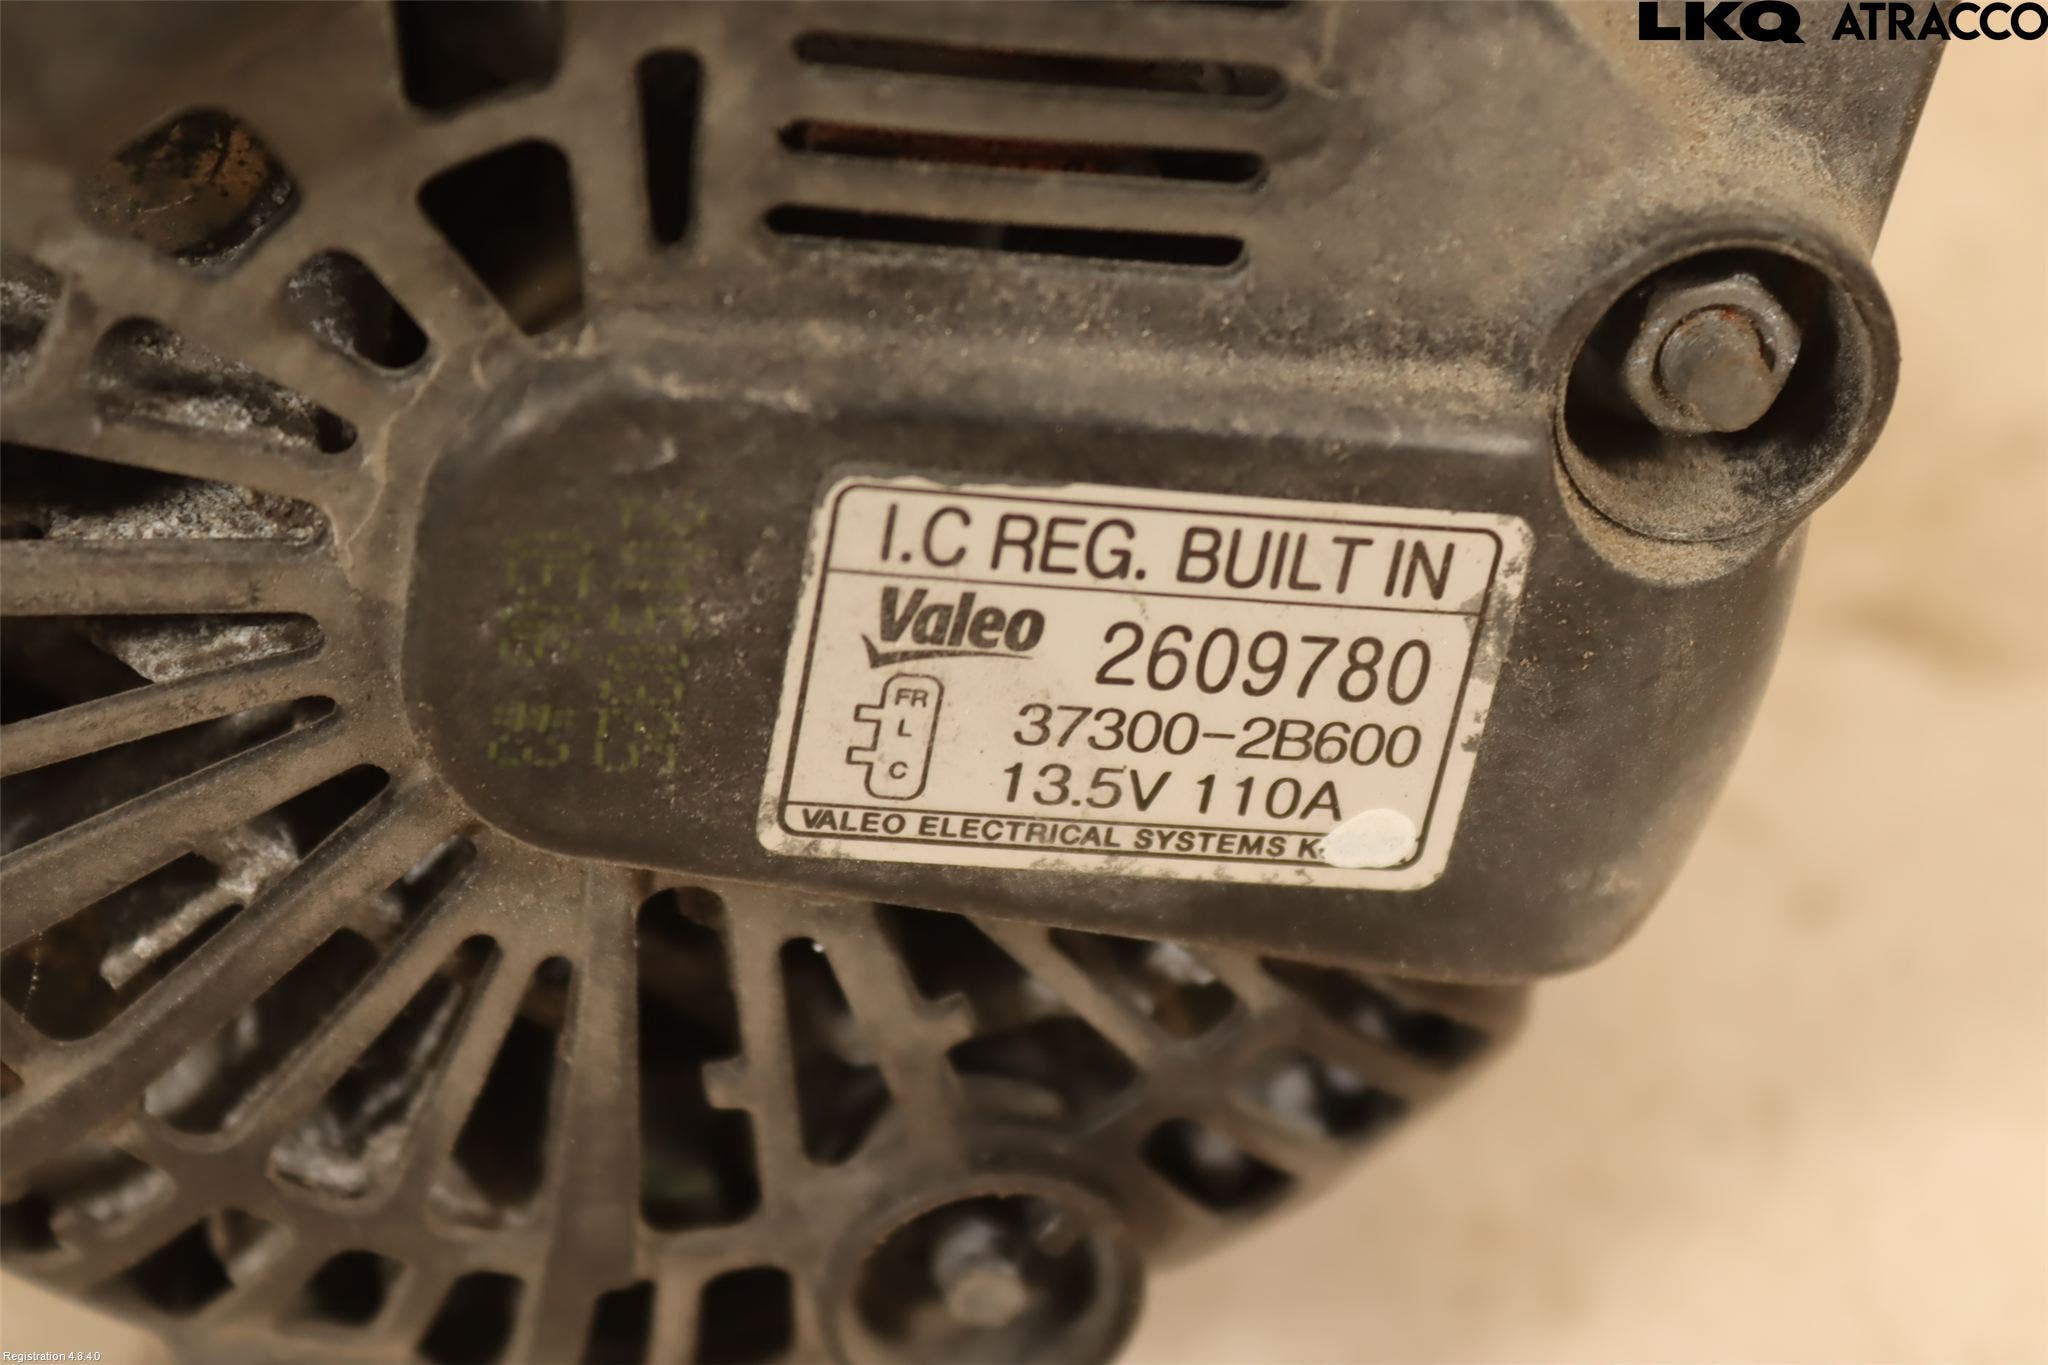 LKQ ATRACCO
I.C REG. BUILT IN
Valeo 2609780
FR
L
C
37300-2B600
13.5V 110A
VALEO ELECTRICAL SYSTEMS
Registration 4.8.4.0